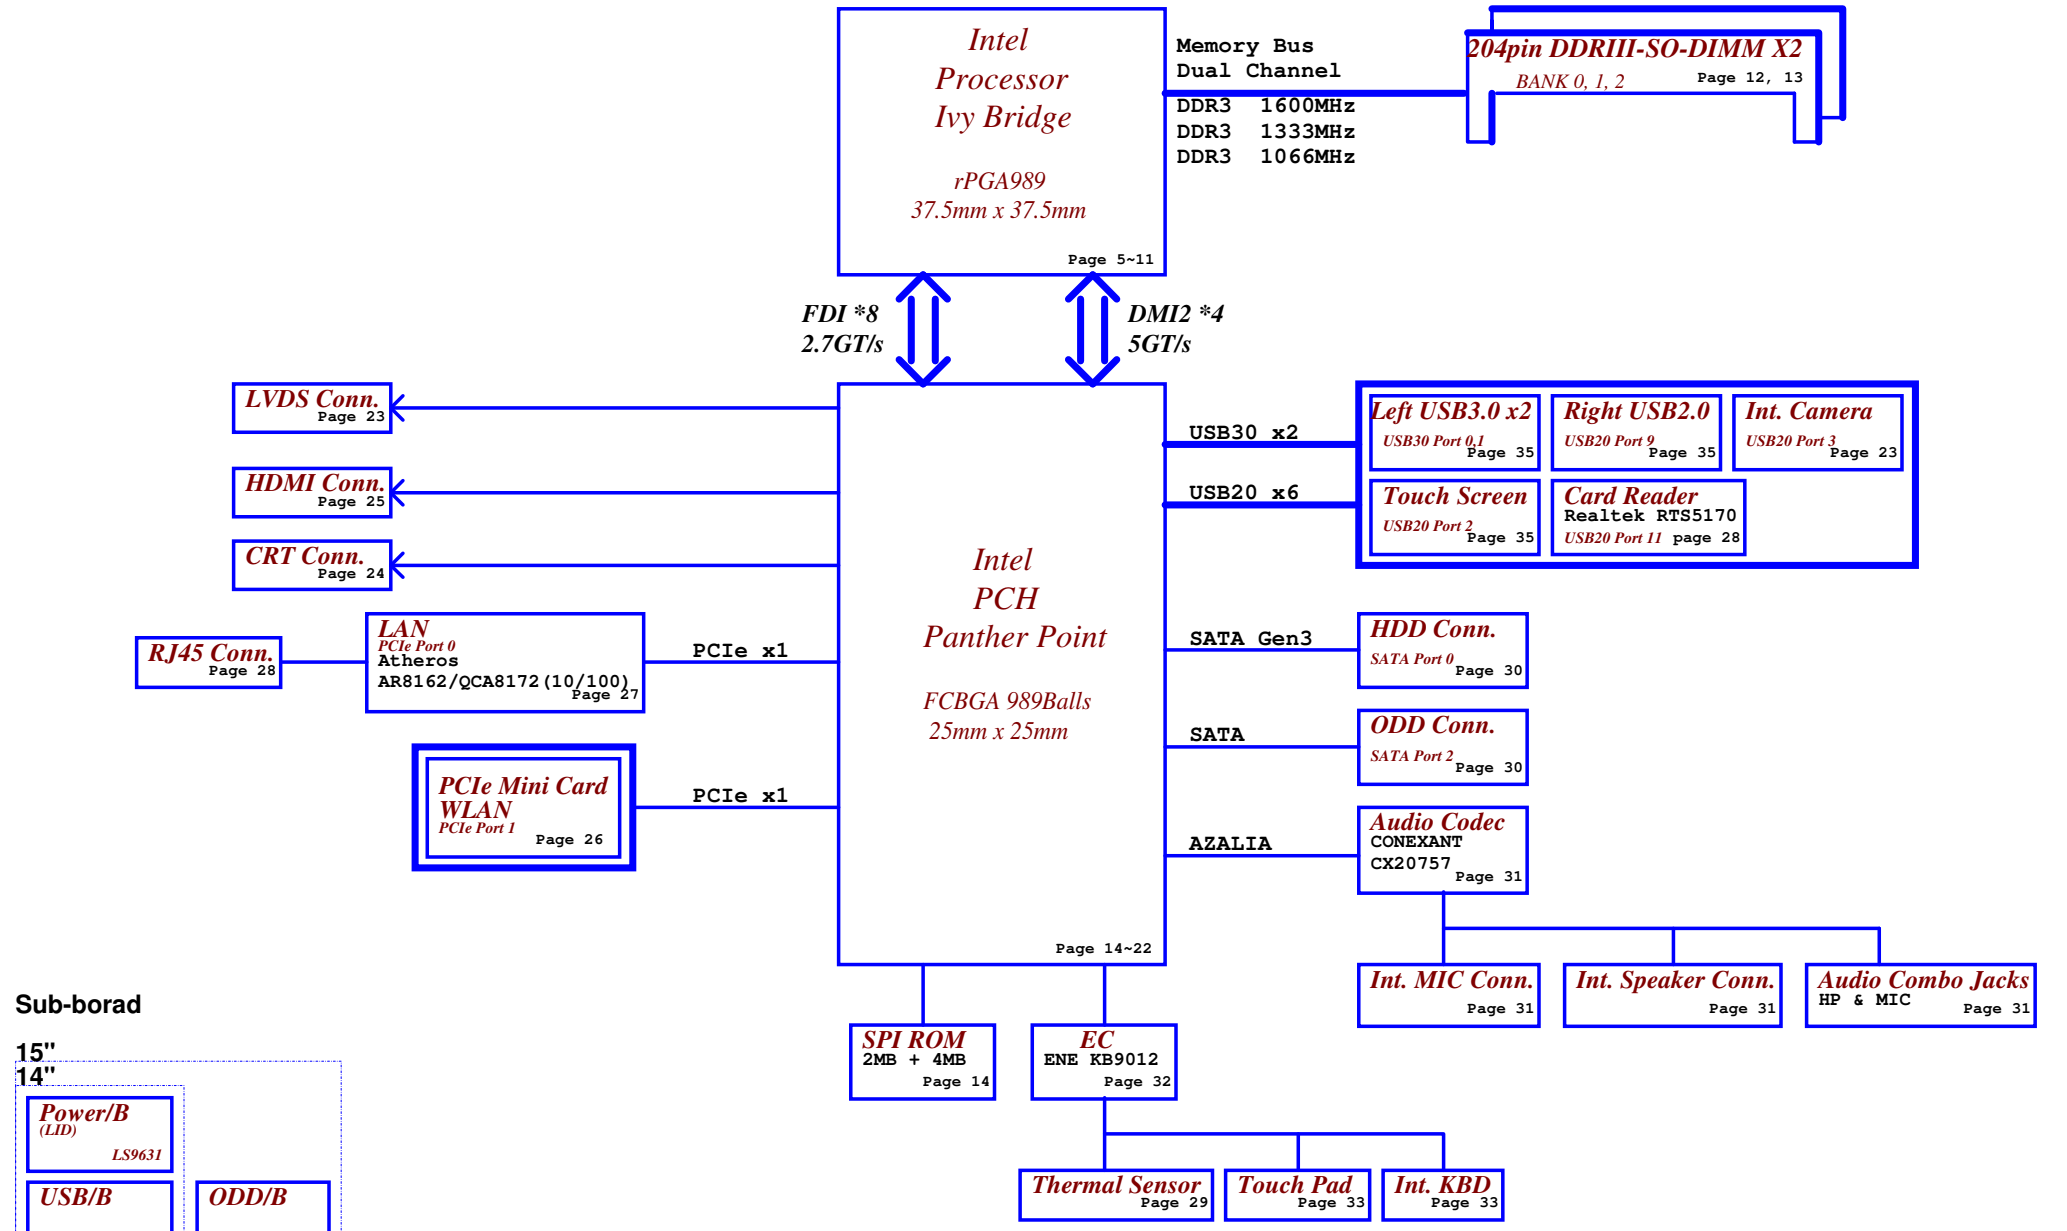 Intel
Processor
Ivy Bridge
rPGA989
37.5mm x 37.5mm
Page 5~11
Memory Bus
Dual Channel
DDR3 1600MHz
DDR3 1333MHz
DDR3 1066MHz
204pin DDRIII-SO-DIMM X2
BANK 0, 1, 2
Page 12, 13
FDI *8
2.7GT/s
DMI2 *4
5GT/s
LVDS Conn.
Page 23
HDMI Conn.
Page 25
CRT Conn.
Page 24
RJ45 Conn.
Page 28
LAN
PCIe Port 0
Atheros
AR8162/QCA8172(10/100)
Page 27
PCIe x1
PCIe Mini Card
WLAN
PCIe Port 1
Page 26
PCIe x1
Intel
PCH
Panther Point
FCBGA 989Balls
25mm x 25mm
Page 14~22
USB30 x2
USB20 x6
Left USB3.0 x2
USB30 Port 0,1
Page 35
Right USB2.0
USB20 Port 9
Page 35
Int. Camera
USB20 Port 3
Page 23
Touch Screen
USB20 Port 2
Page 35
Card Reader
Realtek RTS5170
USB20 Port 11 page 28
SATA Gen3
HDD Conn.
SATA Port 0
Page 30
SATA
ODD Conn.
SATA Port 2
Page 30
AZALIA
Audio Codec
CONEXANT
CX20757
Page 31
Int. MIC Conn.
Page 31
Int. Speaker Conn.
Page 31
Audio Combo Jacks
HP & MIC
Page 31
SPI ROM
2MB + 4MB
Page 14
EC
ENE KB9012
Page 32
Thermal Sensor
Page 29
Touch Pad
Page 33
Int. KBD
Page 33
Sub-borad
15"
14"
Power/B
(LID)
LS9631
USB/B
ODD/B